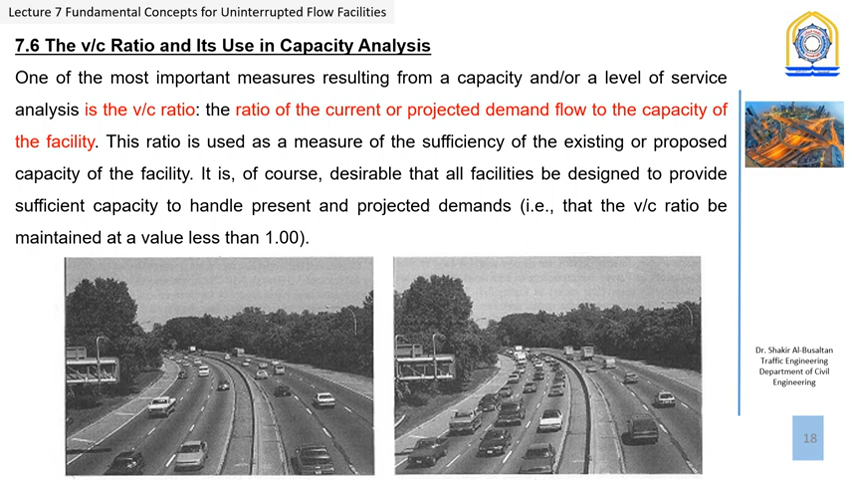 Lecture 7 Fundamental Concepts for Uninterrupted Flow Facilities
7.6 The v/c Ratio and Its Use in Capacity Analysis
One of the most important measures resulting from a capacity and/or a level of service
analysis is the v/c ratio: the ratio of the current or projected demand flow to the capacity of
the facility. This ratio is used as a measure of the sufficiency of the existing or proposed
capacity of the facility. It is, of course, desirable that all facilities be designed to provide
sufficient capacity to handle present and projected demands (i.e., that the v/c ratio be
maintained at a value less than 1.00).
Dr. Shakir Al-Busaltan
Traffic Engineering
Department of Civil
Engineering
18